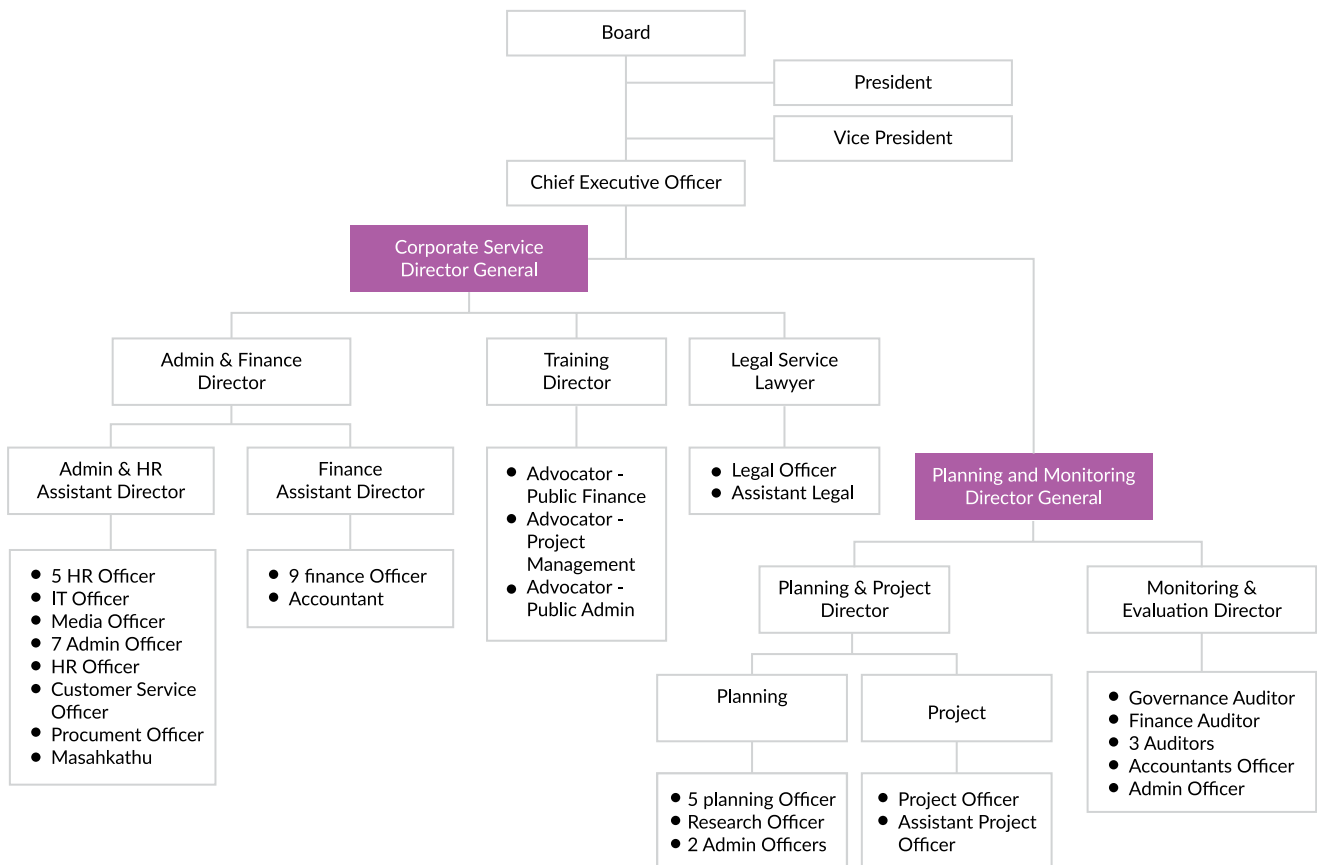 Board
President
Vice President
Chief Executive Officer
Corporate Service
Director General
Admin & Finance
Director
Training
Director
Legal Service
Lawyer
Admin & HR
Assistant Director
Finance
Assistant Director
● Advocator -
Public Finance
● Advocator -
Project
Management
● Advocator -
Public Admin
● Legal Officer
● Assistant Legal
Planning and Monitoring
Director General
● 5 HR Officer
● IT Officer
● Media Officer
● 7 Admin Officer
● HR Officer
● Customer Service
Officer
● Procument Officer
● Masahkathu
● 9 finance Officer
● Accountant
Planning & Project
Director
Monitoring &
Evaluation Director
Planning
Project
● Governance Auditor
● Finance Auditor
● 3 Auditors
● Accountants Officer
● Admin Officer
● 5 planning Officer
● Research Officer
● 2 Admin Officers
● Project Officer
● Assistant Project
Officer